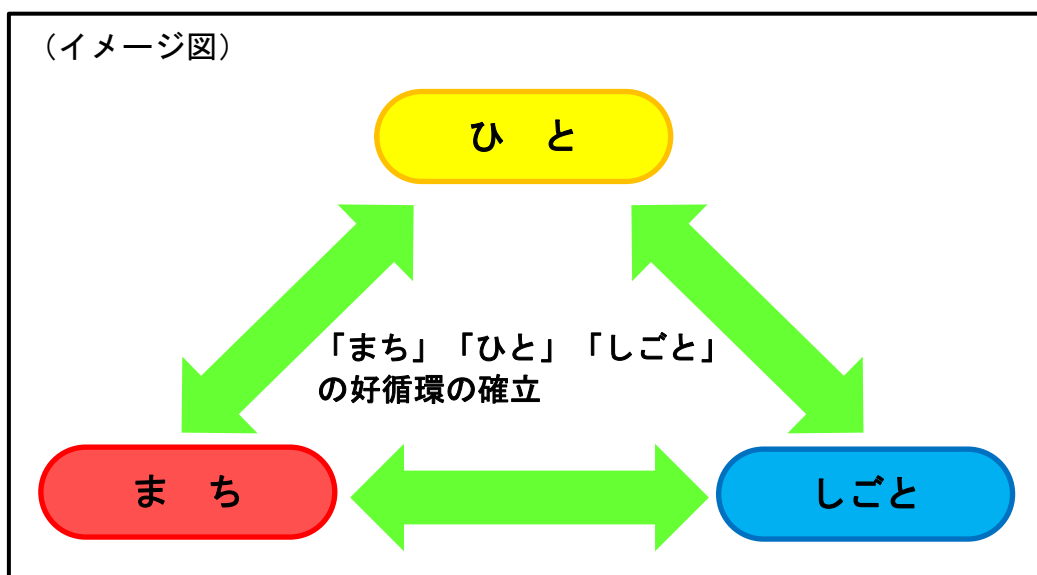 （イメージ図）
ひ　と
「まち」「ひと」「しごと」
の好循環の確立
ま　ち
しごと